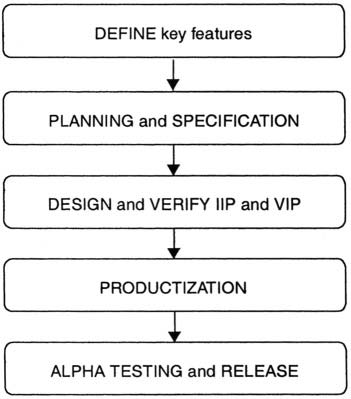 DEFINE key features
PLANNING and SPECIFICATION
DESIGN and VERIFY IIP and VIP
PRODUCTIZATION
ALPHA TESTING and RELEASE